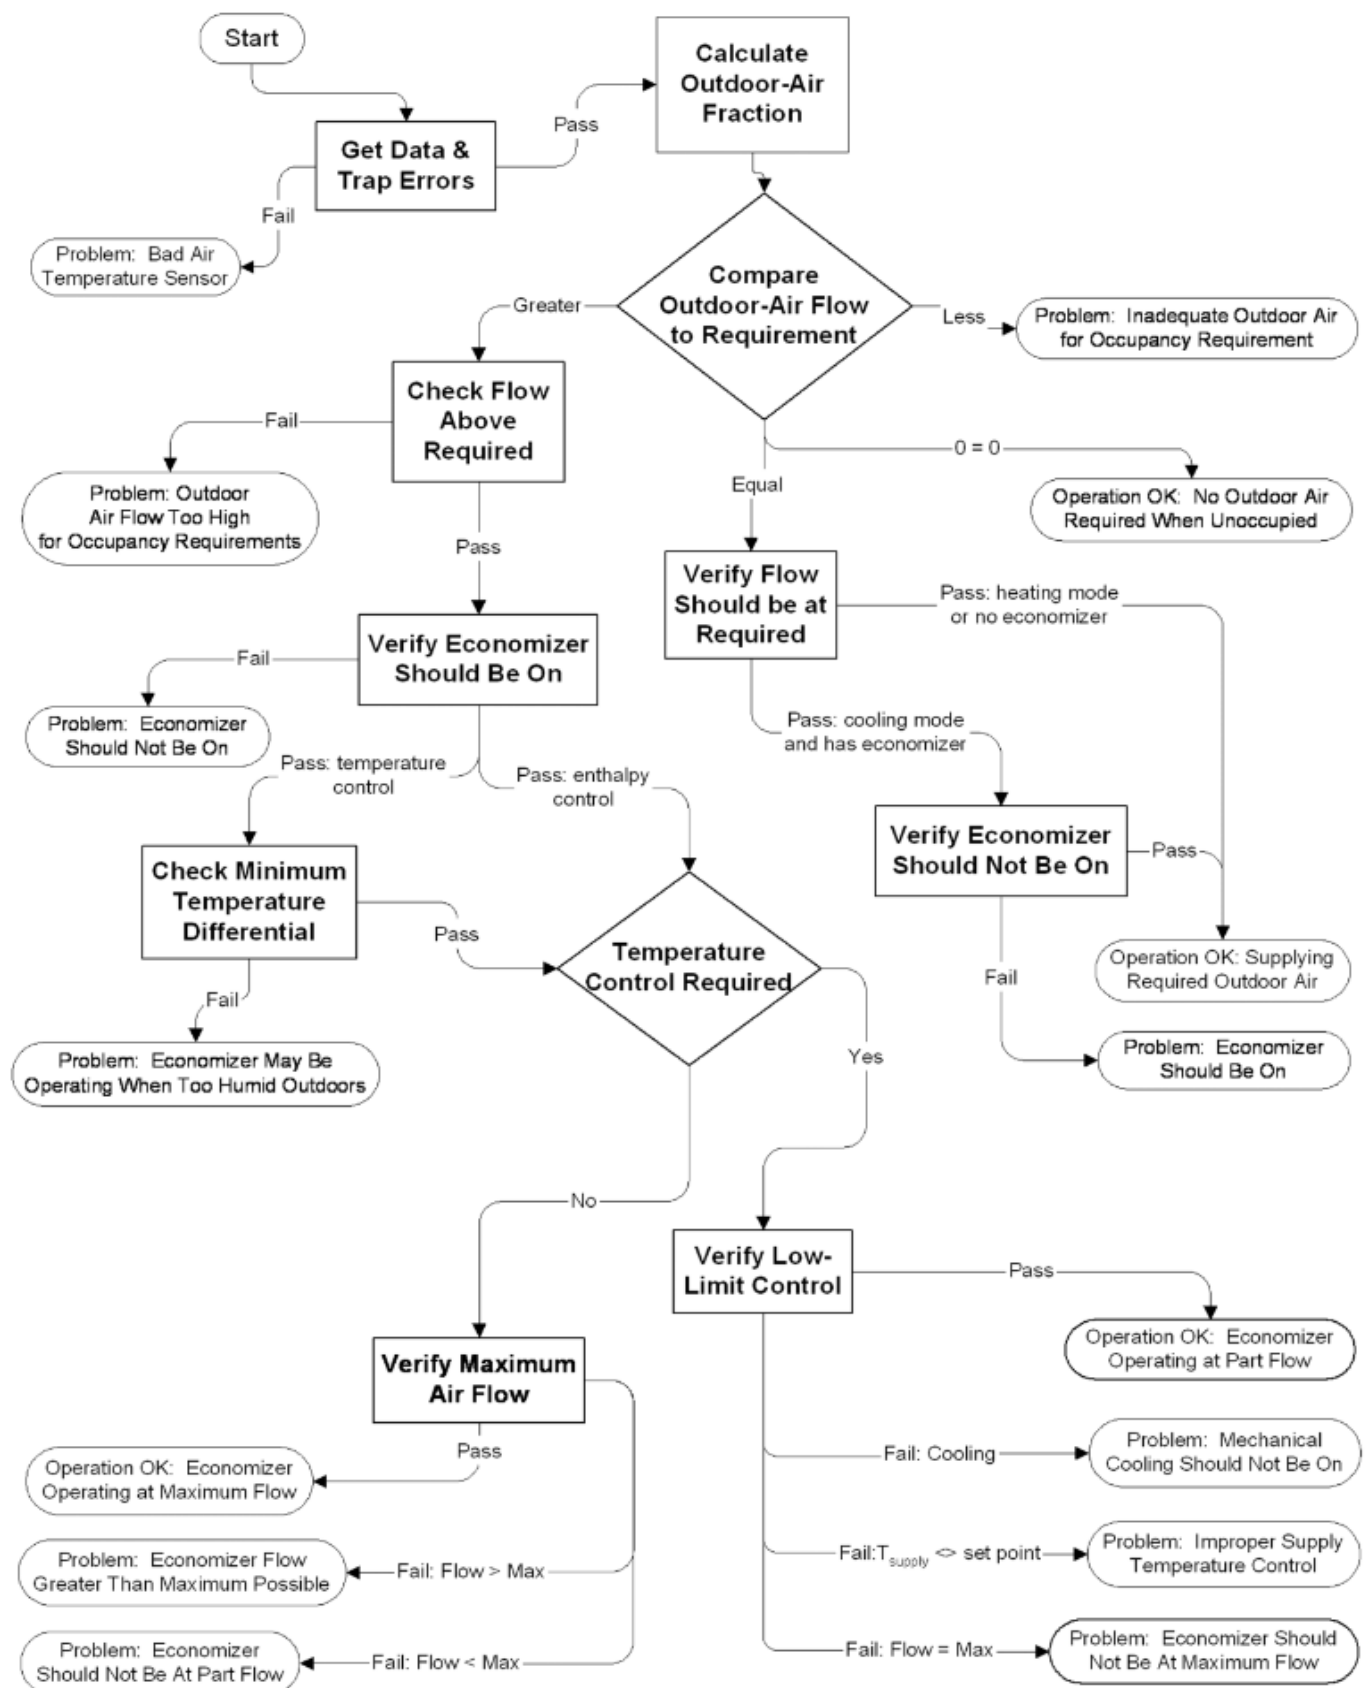 Start
Calculate
Outdoor-Air
Fraction
Pass
Get Data &
Trap Errors
Fail
Problem: Bad Air
Temperature Sensor
Compare
Outdoor-Air Flow
to Requirement
Greater
Less
Problem: Inadequate Outdoor Air
for Occupancy Requirement
Check Flow
Above
Required
Fail
0 = 0
Problem: Outdoor
Air Flow Too High
for Occupancy Requirements
Equal
Operation OK: No Outdoor Air
Required When Unoccupied
Pass
Verify Flow
Should be at
Required
Pass: heating mode
or no economizer
Verify Economizer
Should Be On
Fail
Problem: Economizer
Should Not Be On
Pass: cooling mode
and has economizer
Pass: temperature
control
Pass: enthalpy
control
Verify Economizer
Should Not Be On
Pass
Check Minimum
Temperature
Differential
Pass
Temperature
Control Required
Fail
Operation OK: Supplying
Required Outdoor Air
Fail
Problem: Economizer May Be
Operating When Too Humid Outdoors
Yes
Problem: Economizer
Should Be On
No
Verify Low-
Limit Control
Pass
Operation OK: Economizer
Operating at Part Flow
Verify Maximum
Air Flow
Pass
Operation OK: Economizer
Operating at Maximum Flow
Fail: Cooling
Problem: Mechanical
Cooling Should Not Be On
Problem: Economizer Flow
Greater Than Maximum Possible
Fail: Flow > Max
Fail:Tsupply <> set point
Problem: Improper Supply
Temperature Control
Problem: Economizer
Should Not Be At Part Flow
Fail: Flow < Max
Fail: Flow = Max
Problem: Economizer Should
Not Be At Maximum Flow